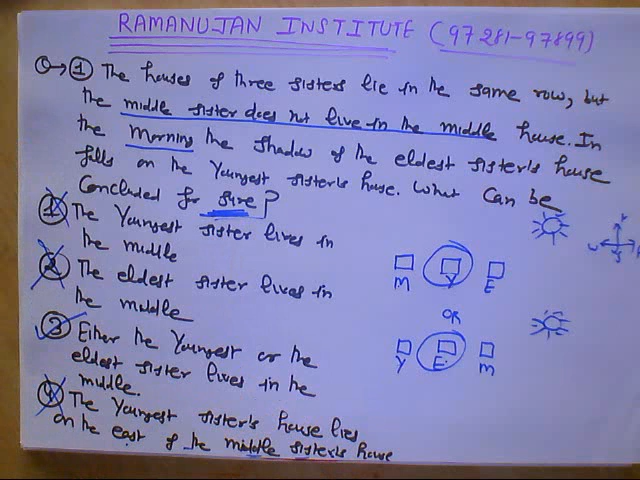 RAMANUJAN INSTITUTE (97281-97899)
Q→ ① The houses of three sisters lie in the same row, but
the middle sister does not live in the middle house. In
the Morning the shadow of the eldest sister's house
falls on the Youngest sister's house. What can be
Concluded for sure?
1 The Youngest sister lives in
the middle
2 The eldest sister lives in
the middle
3 Either the Youngest or the
eldest sister lives in the
middle.
4 The Youngest sister's house lies
on the east of the middle sister's house
M Y E
OR
Y E m
W S